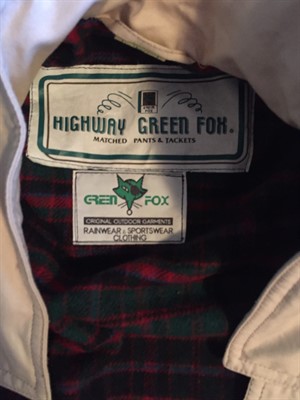 HIGHWAY GREEN FOX®
MATCHED PANTS & JACKETS
GREEN FOX
ORIGINAL OUTDOOR GARMENTS
RAINWEAR & SPORTSWEAR
CLOTHING